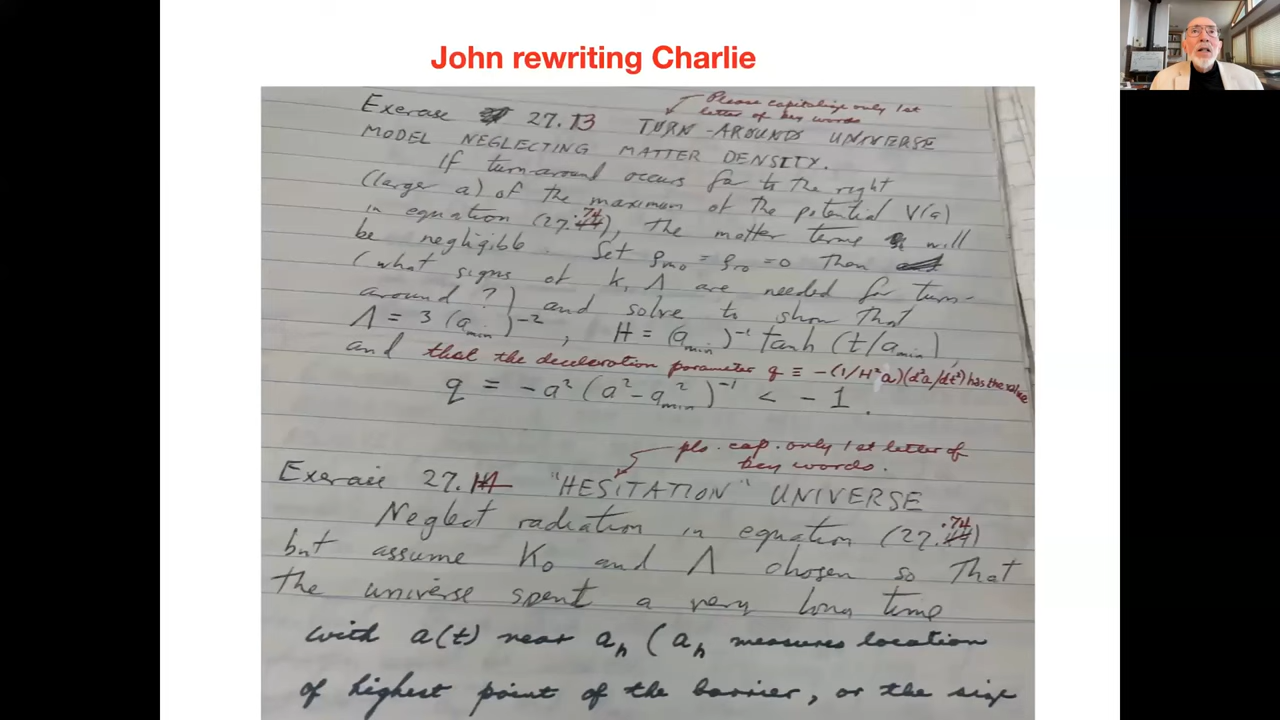 John rewriting Charlie
Please capitalize only 1st
letter of key words
Exercise 27.13 TURN-AROUND UNIVERSE
MODEL NEGLECTING MATTER DENSITY.
If turn-around occurs far to the right
(larger a) of the maximum of the potential V(a)
in equation (27.74), the matter terms will
be negligible. Set ρmo = ρro = 0 Then
(what signs of k, Λ are needed for turn-
around?) and solve to show that
Λ = 3 (a_min)^-2, H = (a_min)^-1 tanh (t/a_min),
and that the deceleration parameter q ≡ -(1/H²a)(d²a/dt²) has the value
q = -a² (a² - a²_min)^-1 < -1.
pls. cap. only 1st letter of
key words.
Exercise 27.14 "HESITATION" UNIVERSE
Neglect radiation in equation (27.74)
but assume K₀ and Λ chosen so that
the universe spent a very long time
with a(t) near a_h (a_h measures location
of highest point of the barrier, or the size